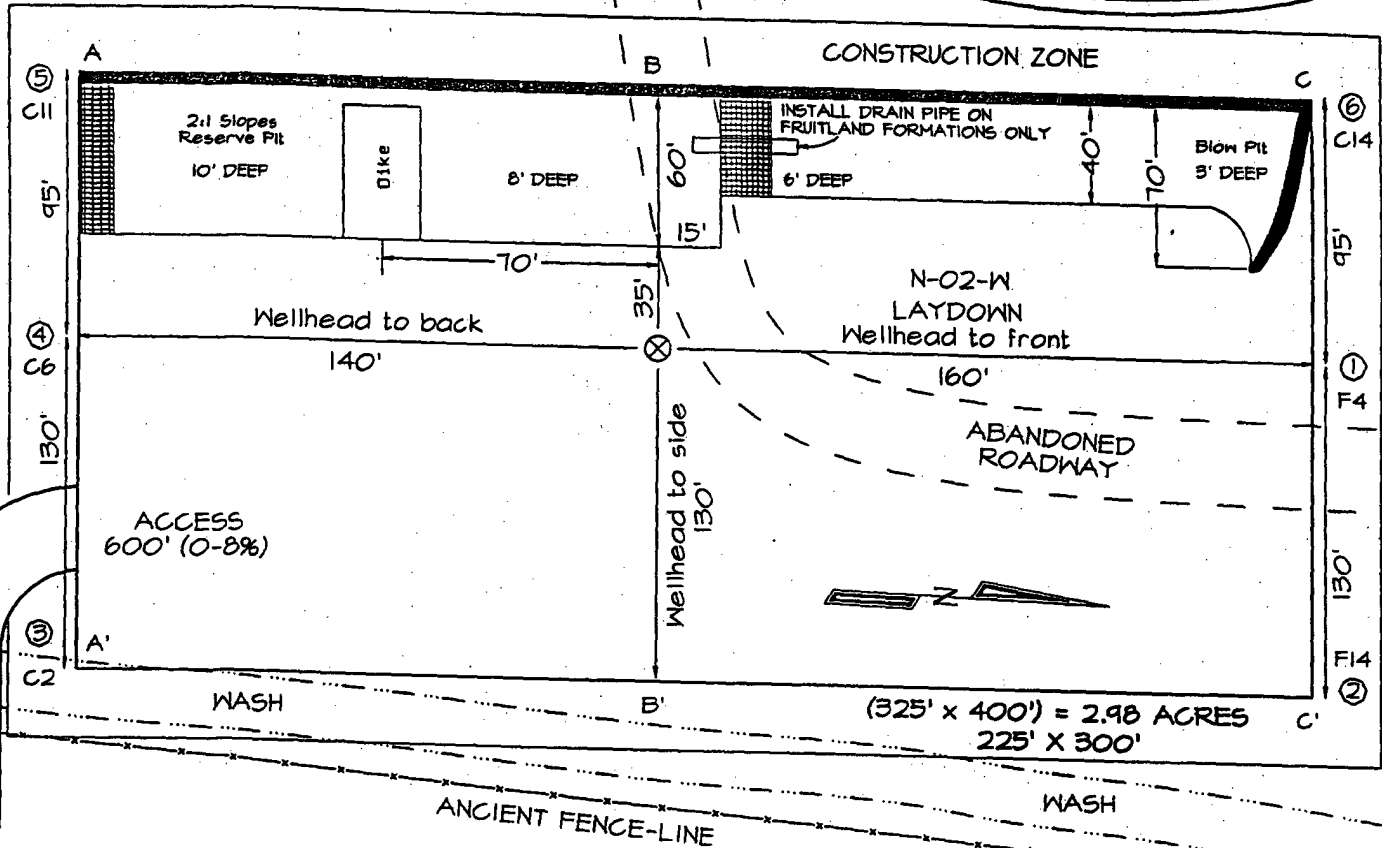 CONSTRUCTION ZONE
A
B
C
⑤
C11
⑥
C14
2:1 Slopes
Reserve Pit
10' DEEP
Dike
8' DEEP
60'
INSTALL DRAIN PIPE ON
FRUITLAND FORMATIONS ONLY
6' DEEP
40'
70'
Blow Pit
3' DEEP
95'
95'
15'
70'
35'
N-02-W
LAYDOWN
Wellhead to back
140'
Wellhead to front
160'
④
C6
①
F4
130'
Wellhead to side
130'
ABANDONED
ROADWAY
ACCESS
600' (0-8%)
N
130'
③
A'
C2
F14
②
WASH
B'
C'
(325' x 400') = 2.98 ACRES
225' X 300'
WASH
ANCIENT FENCE-LINE